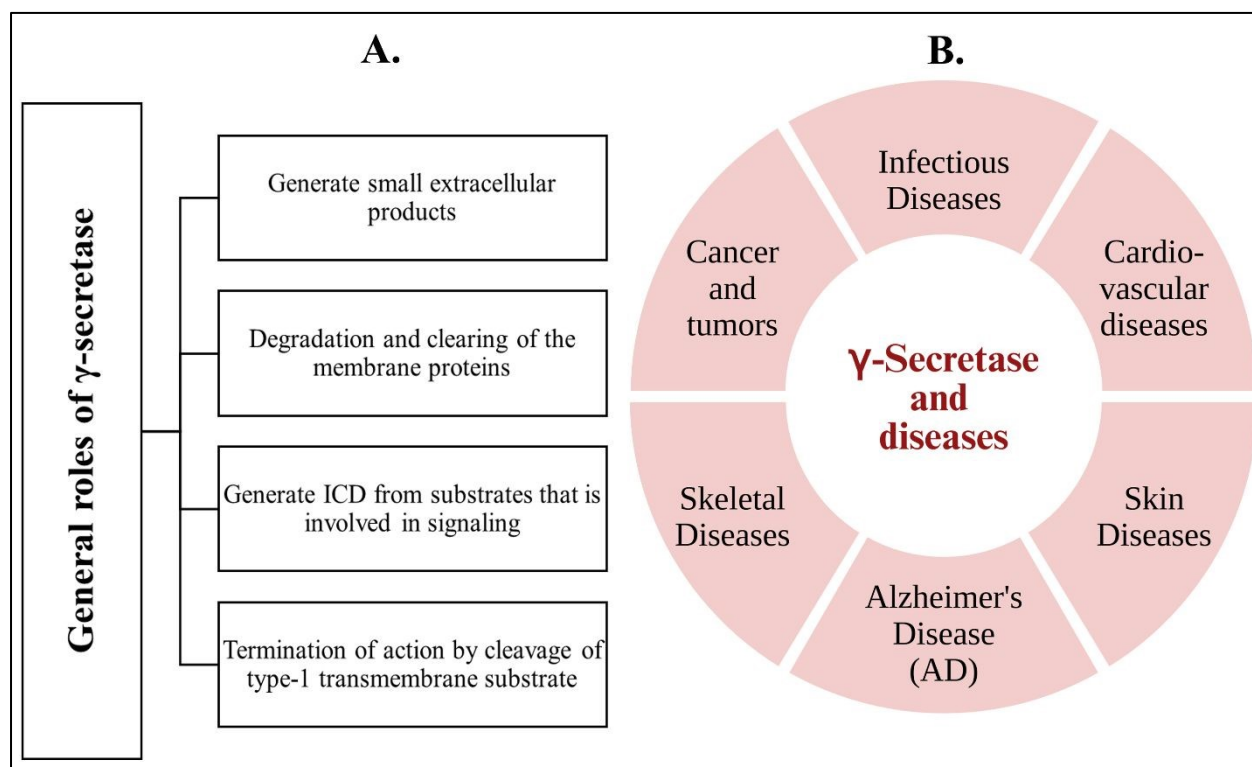 A.
General roles of γ-secretase
Generate small extracellular
products
Degradation and clearing of the
membrane proteins
Generate ICD from substrates that is
involved in signaling
Termination of action by cleavage of
type-1 transmembrane substrate
B.
Infectious
Diseases
Cardio-
vascular
diseases
Skin
Diseases
Alzheimer's
Disease
(AD)
Skeletal
Diseases
Cancer
and
tumors
γ-Secretase
and
diseases